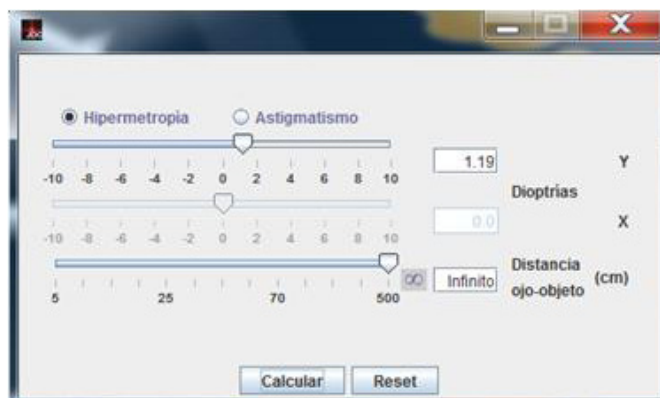 Hipermetropia Astigmatismo
-10 -8 -6 -4 -2 0 2 4 6 8 10
1.19 Y
Dioptrías
-10 -8 -6 -4 -2 0 2 4 6 8 10
0.0 X
5 25 70 500
∞ Infinito
Distancia
ojo-objeto (cm)
Calcular Reset